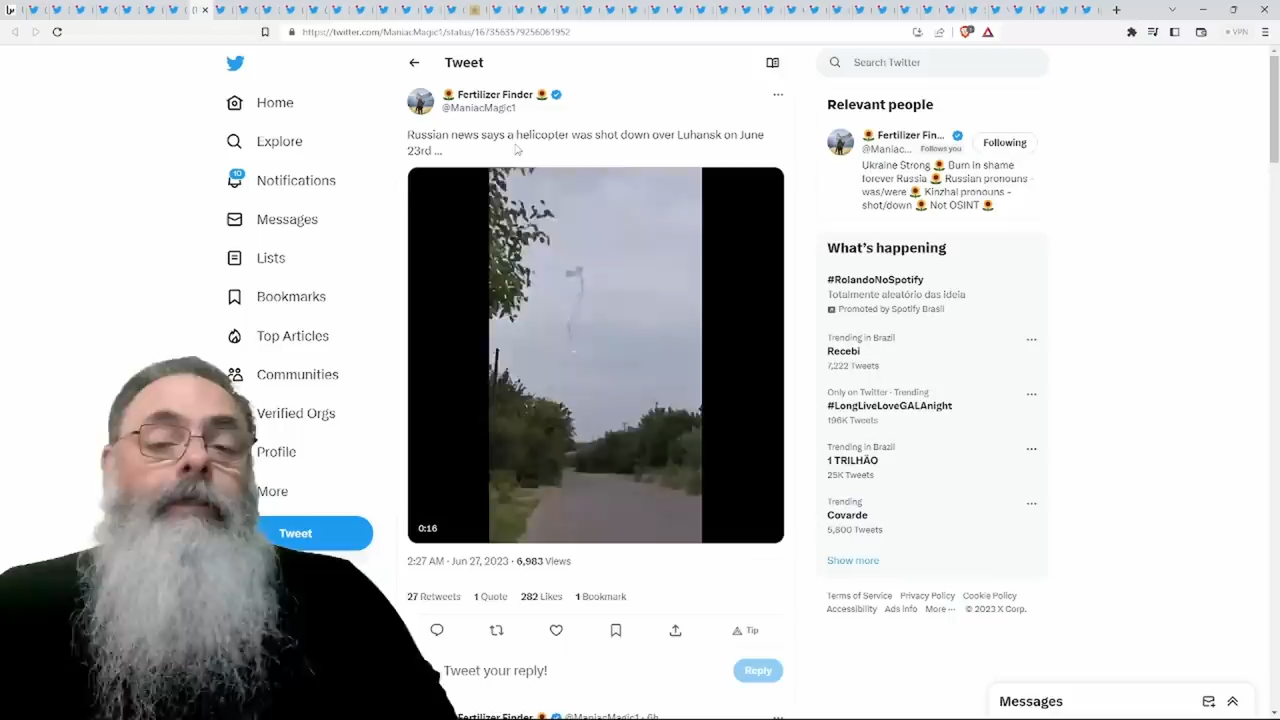 https://twitter.com/ManiacMagic1/status/1673563579256061952
VPN
Home
Explore
10
Notifications
Messages
Lists
Bookmarks
Top Articles
Communities
Verified Orgs
Profile
More
Tweet
Tweet
Fertilizer Finder
@ManiacMagic1
Russian news says a helicopter was shot down over Luhansk on June
23rd ...
0:16
2:27 AM · Jun 27, 2023 · 6,983 Views
27 Retweets 1 Quote 282 Likes 1 Bookmark
Tip
Tweet your reply!
Reply
Fertilizer Finder @ManiacMagic1 · 6h
Search Twitter
Relevant people
Fertilizer Fin...
@Maniac... Follows you
Following
Ukraine Strong Burn in shame
forever Russia Russian pronouns -
was/were Kinzhal pronouns -
shot/down Not OSINT
What's happening
#RolandoNoSpotify
Totalmente aleatório das ideia
Promoted by Spotify Brasil
Trending in Brazil
Recebi
7,222 Tweets
Only on Twitter · Trending
#LongLiveLoveGALAnight
196K Tweets
Trending in Brazil
1 TRILHÃO
25K Tweets
Trending
Covarde
5,800 Tweets
Show more
Terms of Service Privacy Policy Cookie Policy
Accessibility Ads info More ··· © 2023 X Corp.
Messages